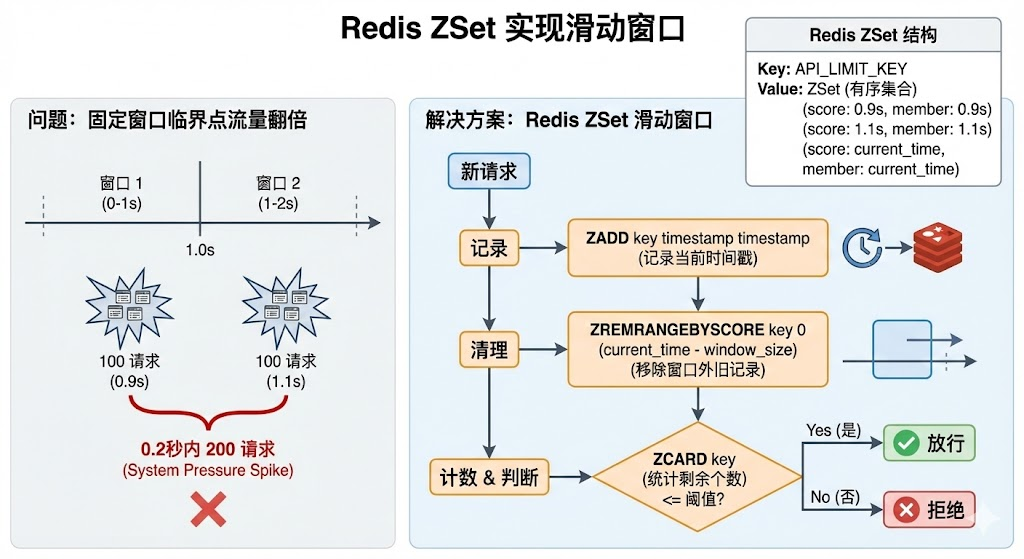 Redis ZSet 实现滑动窗口
Redis ZSet 结构
Key: API_LIMIT_KEY
Value: ZSet (有序集合)
(score: 0.9s, member: 0.9s)
(score: 1.1s, member: 1.1s)
(score: current_time,
member: current_time)
问题：固定窗口临界点流量翻倍
窗口 1
(0-1s)
窗口 2
(1-2s)
1.0s
100 请求
(0.9s)
100 请求
(1.1s)
0.2秒内 200 请求
(System Pressure Spike)
解决方案：Redis ZSet 滑动窗口
新请求
记录
ZADD key timestamp timestamp
(记录当前时间戳)
清理
ZREMRANGEBYSCORE key 0
(current_time - window_size)
(移除窗口外旧记录)
计数 & 判断
ZCARD key
(统计剩余个数)
<= 阈值?
Yes (是)
放行
No (否)
拒绝